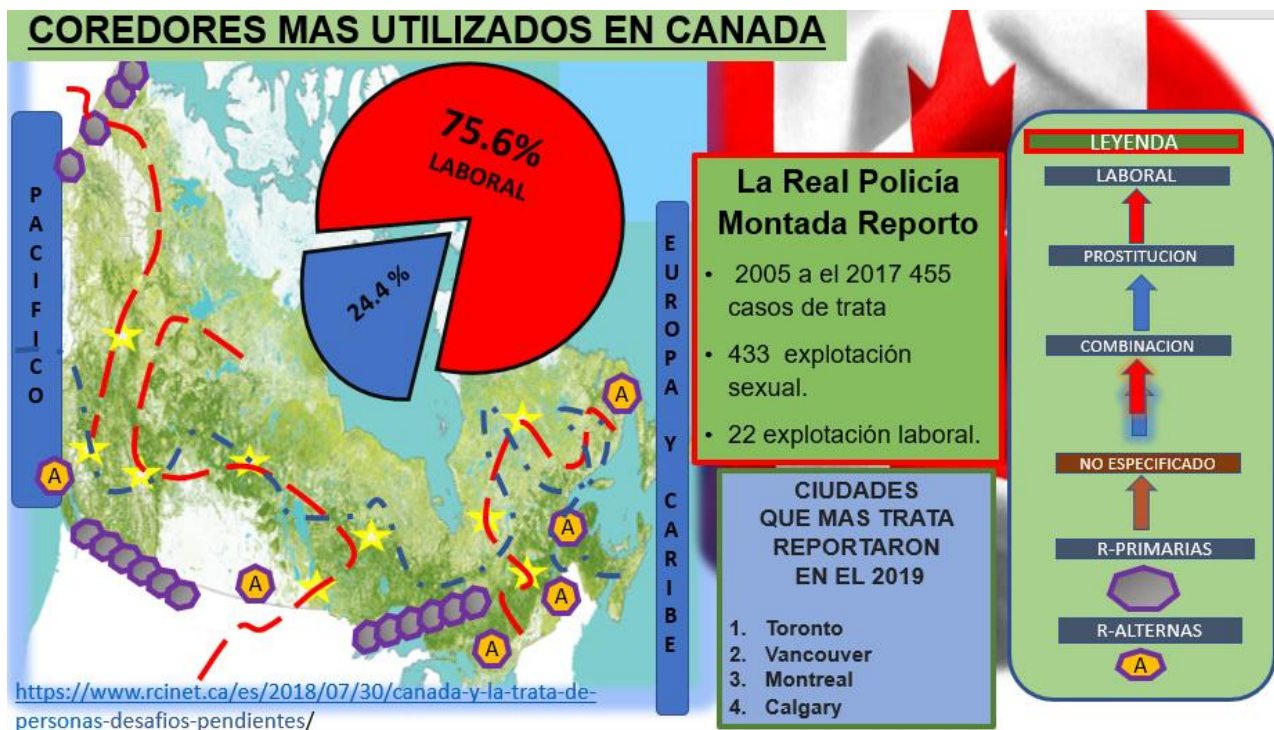 COREDORES MAS UTILIZADOS EN CANADA
PACIFICO
75.6%
LABORAL
24.4%
EUROPA Y CARIBE
La Real Policía
Montada Reporto
• 2005 a el 2017 455
casos de trata
• 433 explotación
sexual.
• 22 explotación laboral.
CIUDADES
QUE MAS TRATA
REPORTARON
EN EL 2019
1. Toronto
2. Vancouver
3. Montreal
4. Calgary
LEYENDA
LABORAL
PROSTITUCION
COMBINACION
NO ESPECIFICADO
R-PRIMARIAS
R-ALTERNAS
A
A
A
A
A
A
A
https://www.rcinet.ca/es/2018/07/30/canada-y-la-trata-de-
personas-desafios-pendientes/